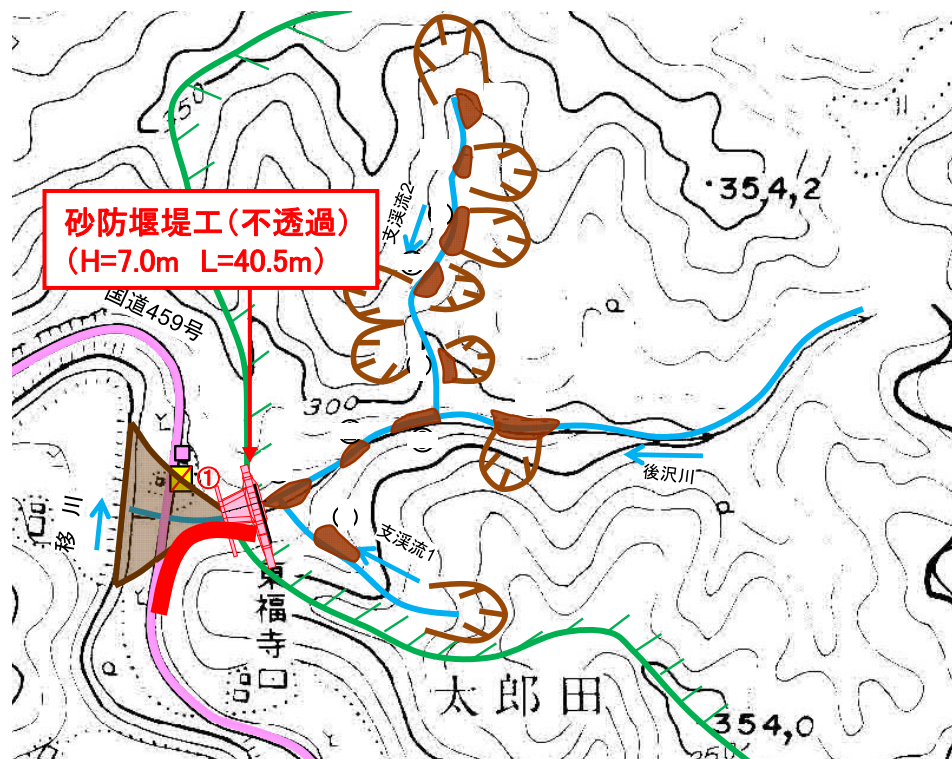 350
354,2
支渓流2
砂防堰堤工(不透過)
(H=7.0m L=40.5m)
国道459号
300
後沢川
①
移川
支渓流1
東福寺口
太郎田
354,0